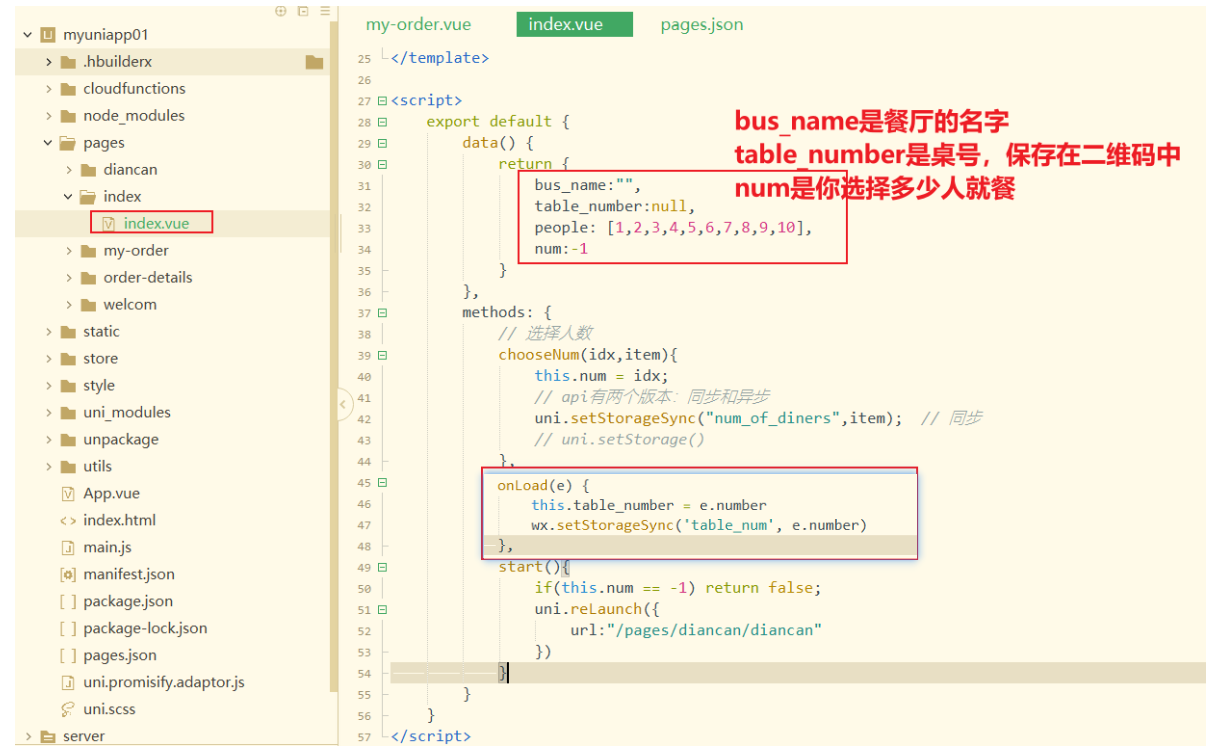 myuniapp01
.hbuilderx
cloudfunctions
node_modules
pages
diancan
index
index.vue
my-order
order-details
welcom
static
store
style
uni_modules
unpackage
utils
App.vue
index.html
main.js
manifest.json
package.json
package-lock.json
pages.json
uni.promisify.adaptor.js
uni.scss
server
my-order.vue index.vue pages.json
25 </template>
26
27 <script>
28 export default {
29 data() {
30 return {
31 bus_name:"",
32 table_number:null,
33 people: [1,2,3,4,5,6,7,8,9,10],
34 num:-1
35 }
36 },
37 methods: {
38 // 选择人数
39 chooseNum(idx,item){
40 this.num = idx;
41 // api有两个版本：同步和异步
42 uni.setStorageSync("num_of_diners",item); // 同步
43 // uni.setStorage()
44 },
45 onLoad(e) {
46 this.table_number = e.number
47 wx.setStorageSync('table_num', e.number)
48 },
49 start(){
50 if(this.num == -1) return false;
51 uni.reLaunch({
52 url:"/pages/diancan/diancan"
53 })
54 }
55 }
56 }
57 </script>
bus_name是餐厅的名字
table_number是桌号，保存在二维码中
num是你选择多少人就餐